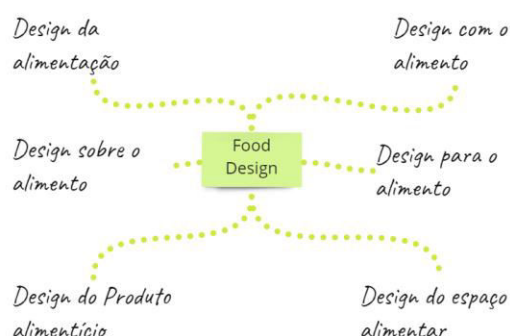 Design da
alimentação
Design com o
alimento
Design sobre o
alimento
Food
Design
Design para o
alimento
Design do Produto
alimentício
Design do espaço
alimentar